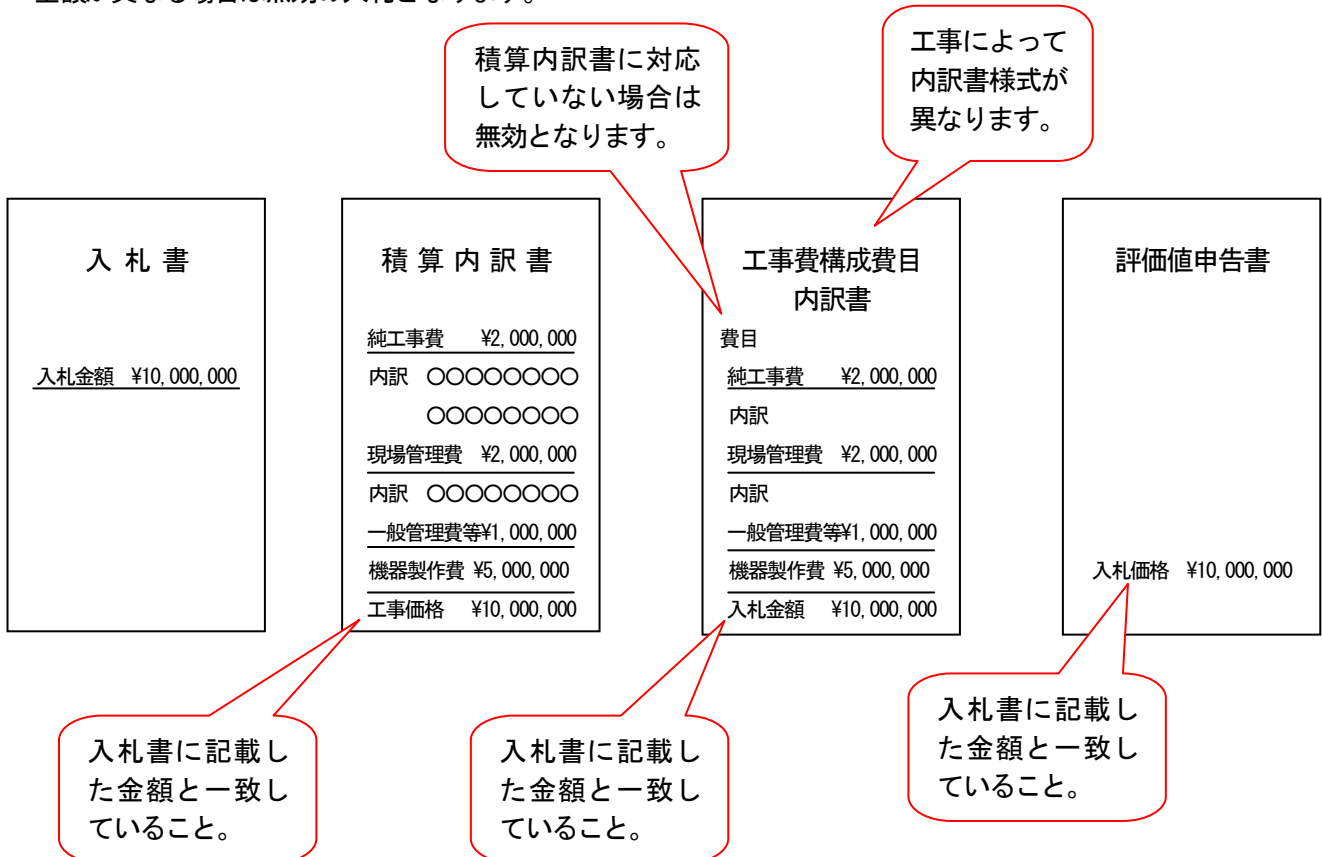 積算内訳書に対応
していない場合は
無効となります。
工事によって
内訳書様式が
異なります。
入 札 書
入札金額 ¥10,000,000
積 算 内 訳 書
純工事費 ¥2,000,000
内訳 〇〇〇〇〇〇〇〇
〇〇〇〇〇〇〇〇
現場管理費 ¥2,000,000
内訳 〇〇〇〇〇〇〇〇
一般管理費等¥1,000,000
機器製作費 ¥5,000,000
工事価格 ¥10,000,000
工事費構成費目
内訳書
費目
純工事費 ¥2,000,000
内訳
現場管理費 ¥2,000,000
内訳
一般管理費等¥1,000,000
機器製作費 ¥5,000,000
入札金額 ¥10,000,000
評価値申告書
入札価格 ¥10,000,000
入札書に記載し
た金額と一致し
ていること。
入札書に記載し
た金額と一致し
ていること。
入札書に記載し
た金額と一致し
ていること。